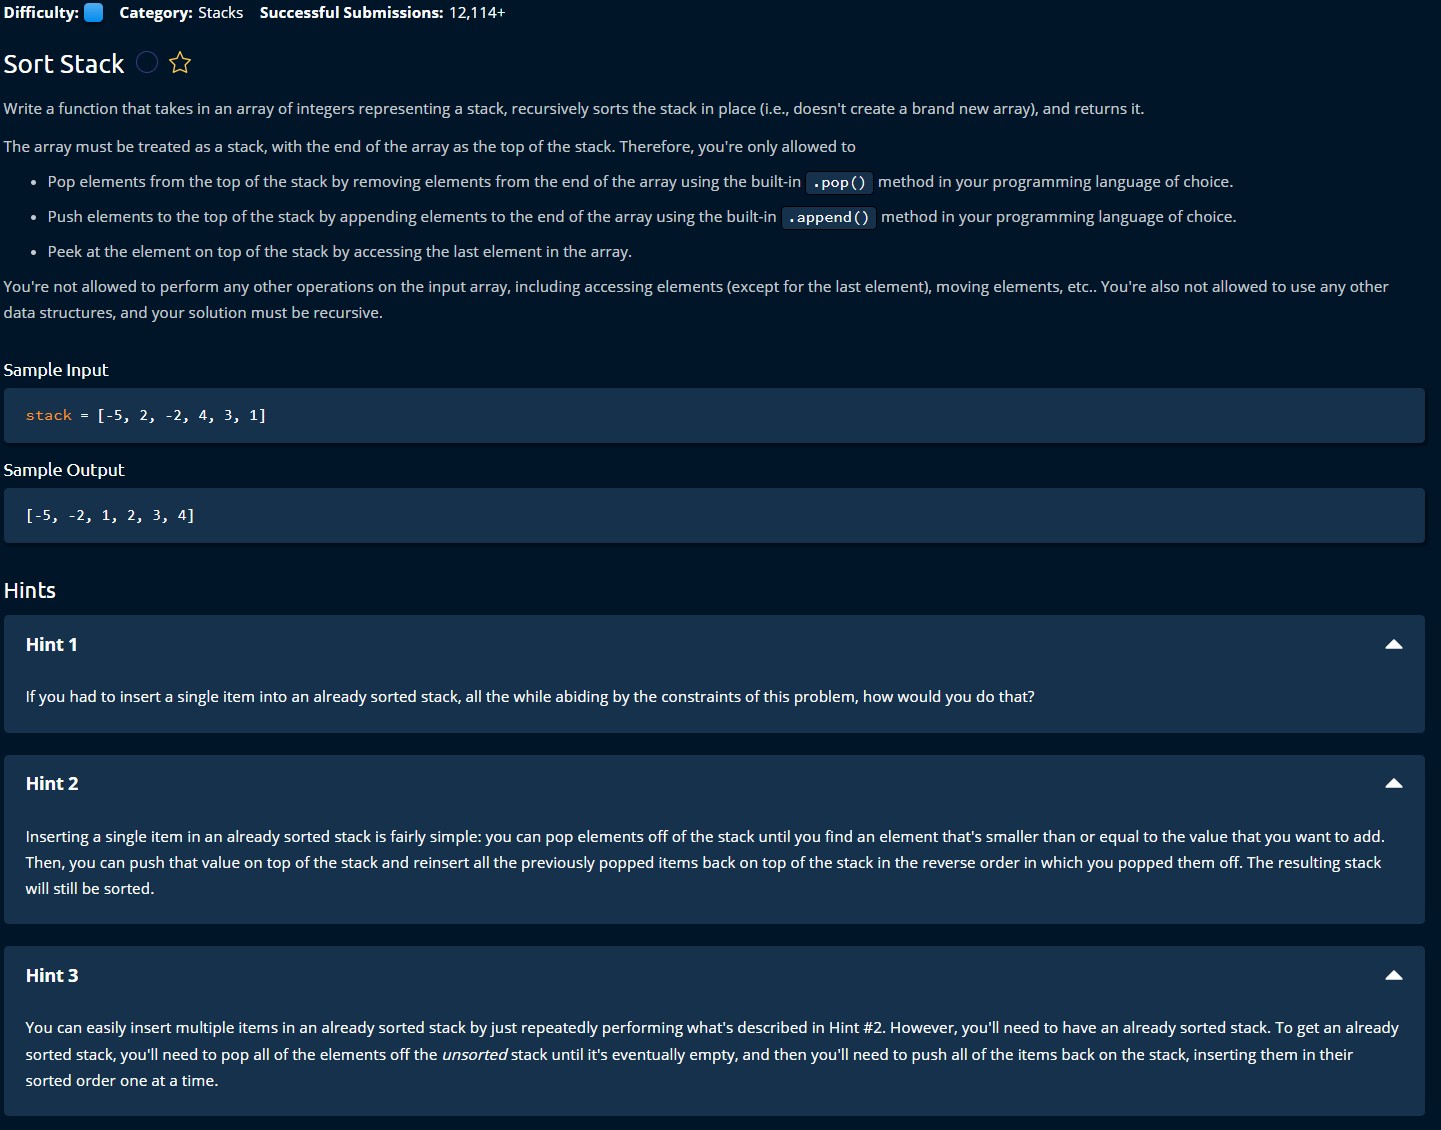 Difficulty: Category: Stacks Successful Submissions: 12,114+
Sort Stack
Write a function that takes in an array of integers representing a stack, recursively sorts the stack in place (i.e., doesn't create a brand new array), and returns it.
The array must be treated as a stack, with the end of the array as the top of the stack. Therefore, you're only allowed to
• Pop elements from the top of the stack by removing elements from the end of the array using the built-in .pop() method in your programming language of choice.
• Push elements to the top of the stack by appending elements to the end of the array using the built-in .append() method in your programming language of choice.
• Peek at the element on top of the stack by accessing the last element in the array.
You're not allowed to perform any other operations on the input array, including accessing elements (except for the last element), moving elements, etc.. You're also not allowed to use any other
data structures, and your solution must be recursive.
Sample Input
stack = [-5, 2, -2, 4, 3, 1]
Sample Output
[-5, -2, 1, 2, 3, 4]
Hints
Hint 1
If you had to insert a single item into an already sorted stack, all the while abiding by the constraints of this problem, how would you do that?
Hint 2
Inserting a single item in an already sorted stack is fairly simple: you can pop elements off of the stack until you find an element that's smaller than or equal to the value that you want to add.
Then, you can push that value on top of the stack and reinsert all the previously popped items back on top of the stack in the reverse order in which you popped them off. The resulting stack
will still be sorted.
Hint 3
You can easily insert multiple items in an already sorted stack by just repeatedly performing what's described in Hint #2. However, you'll need to have an already sorted stack. To get an already
sorted stack, you'll need to pop all of the elements off the unsorted stack until it's eventually empty, and then you'll need to push all of the items back on the stack, inserting them in their
sorted order one at a time.